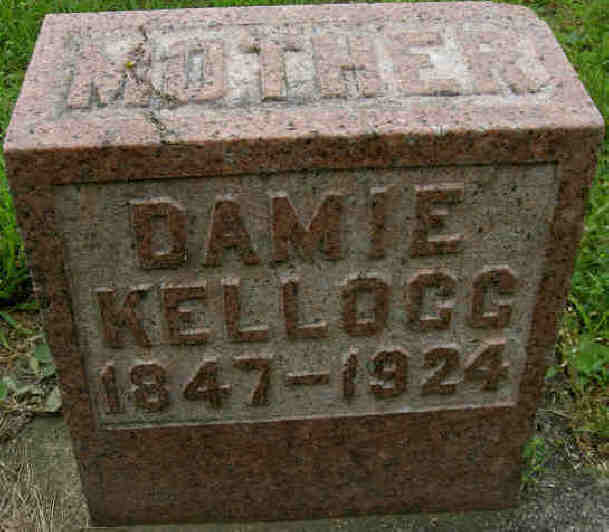 MOTHER
DAMIE
KELLOGG
1847-1924